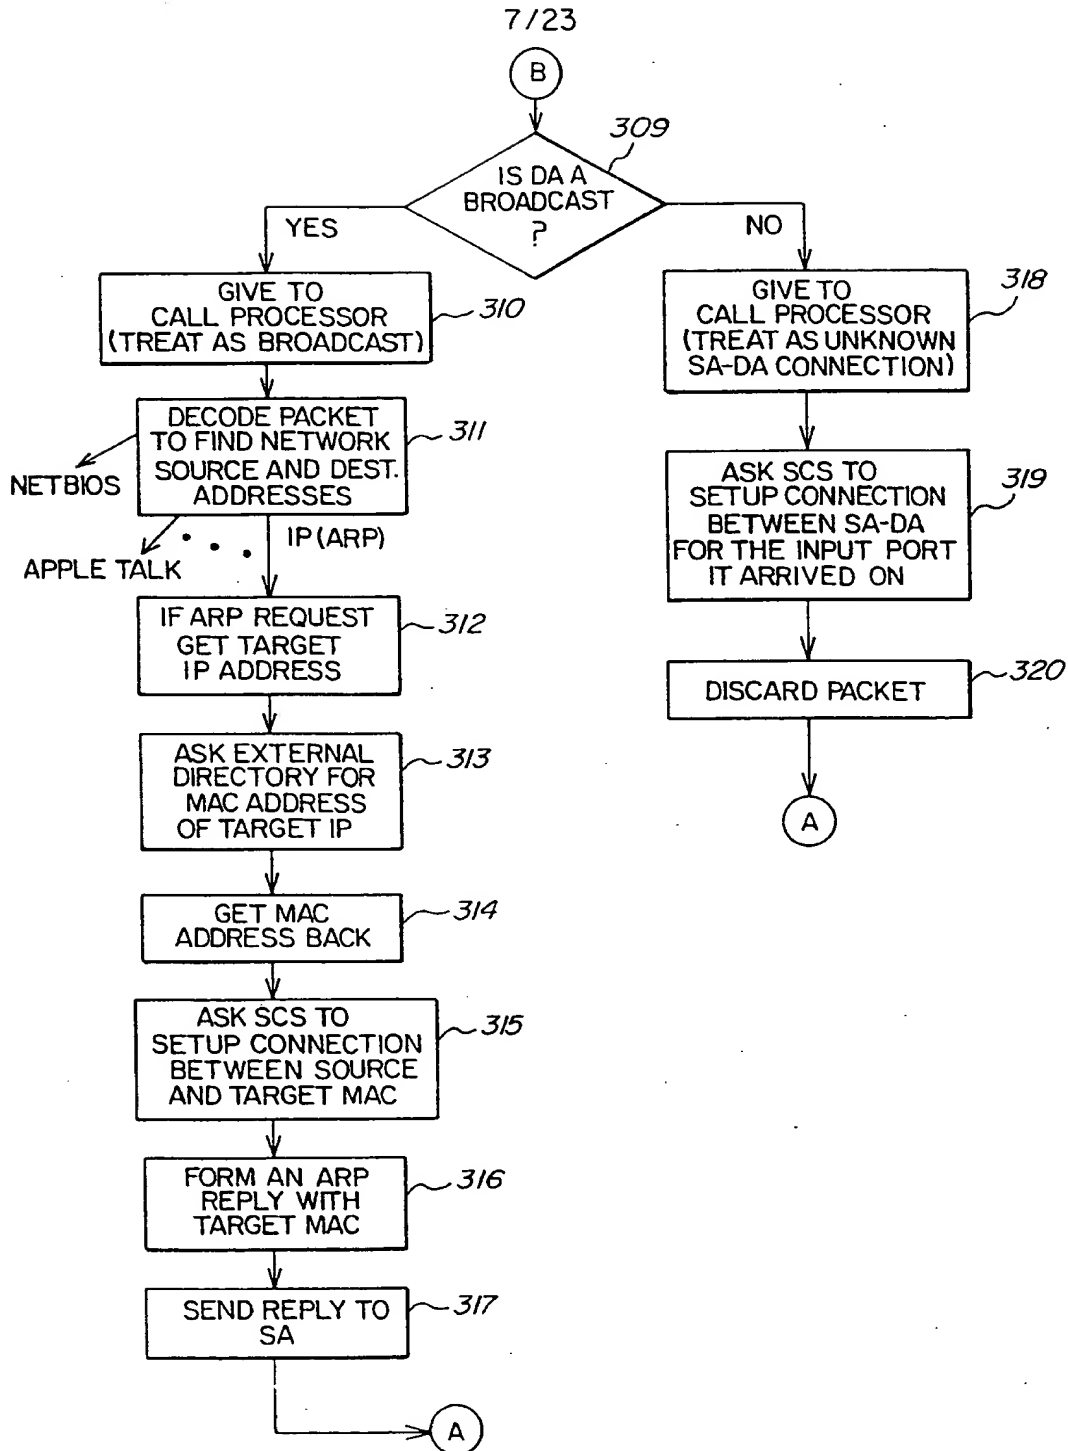 7/23
B
309
IS DA A
BROADCAST
?
YES
NO
GIVE TO
CALL PROCESSOR
(TREAT AS BROADCAST)
310
DECODE PACKET
TO FIND NETWORK
SOURCE AND DEST.
ADDRESSES
311
NETBIOS
APPLE TALK
IP (ARP)
IF ARP REQUEST
GET TARGET
IP ADDRESS
312
ASK EXTERNAL
DIRECTORY FOR
MAC ADDRESS
OF TARGET IP
313
GET MAC
ADDRESS BACK
314
ASK SCS TO
SETUP CONNECTION
BETWEEN SOURCE
AND TARGET MAC
315
FORM AN ARP
REPLY WITH
TARGET MAC
316
SEND REPLY TO
SA
317
A
GIVE TO
CALL PROCESSOR
(TREAT AS UNKNOWN
SA-DA CONNECTION)
318
ASK SCS TO
SETUP CONNECTION
BETWEEN SA-DA
FOR THE INPUT PORT
IT ARRIVED ON
319
DISCARD PACKET
320
A